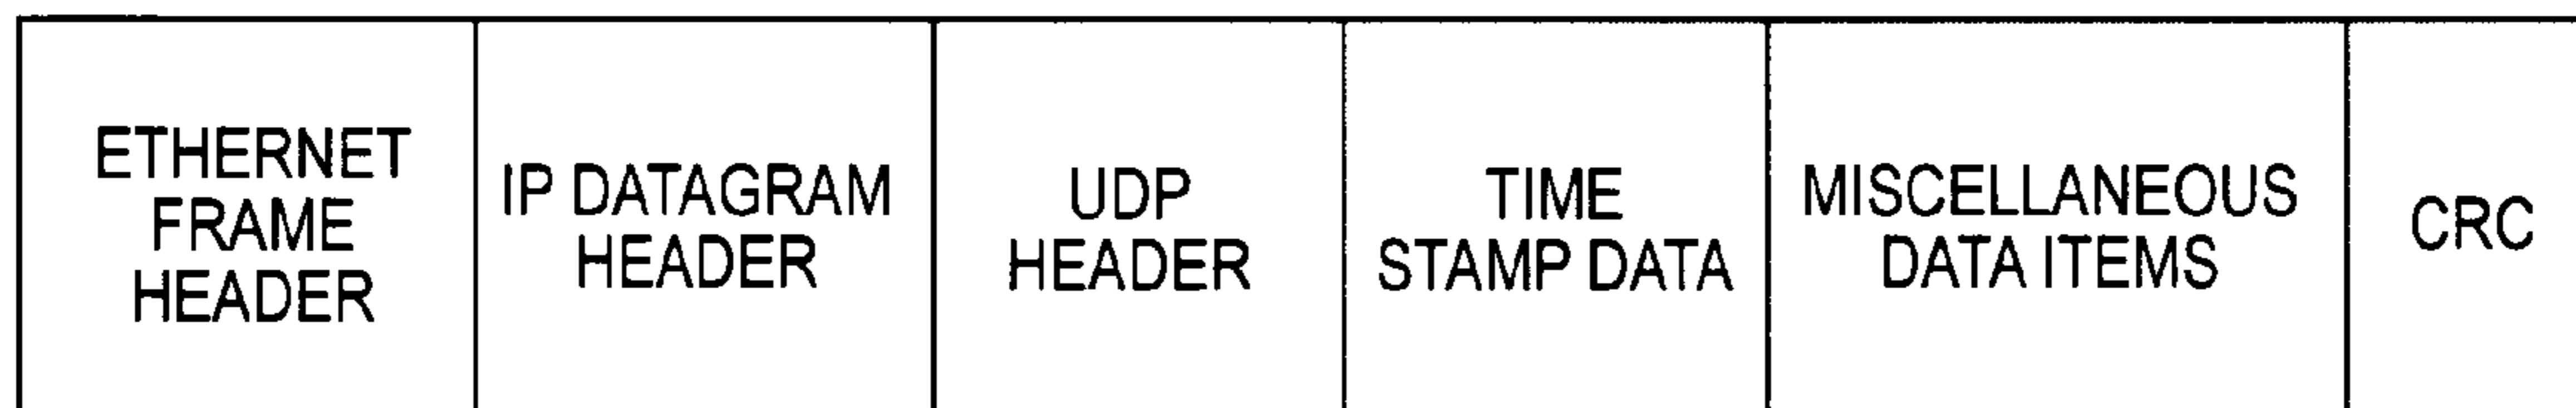 ETHERNET
FRAME
HEADER
IP DATAGRAM
HEADER
UDP
HEADER
TIME
STAMP DATA
MISCELLANEOUS
DATA ITEMS
CRC